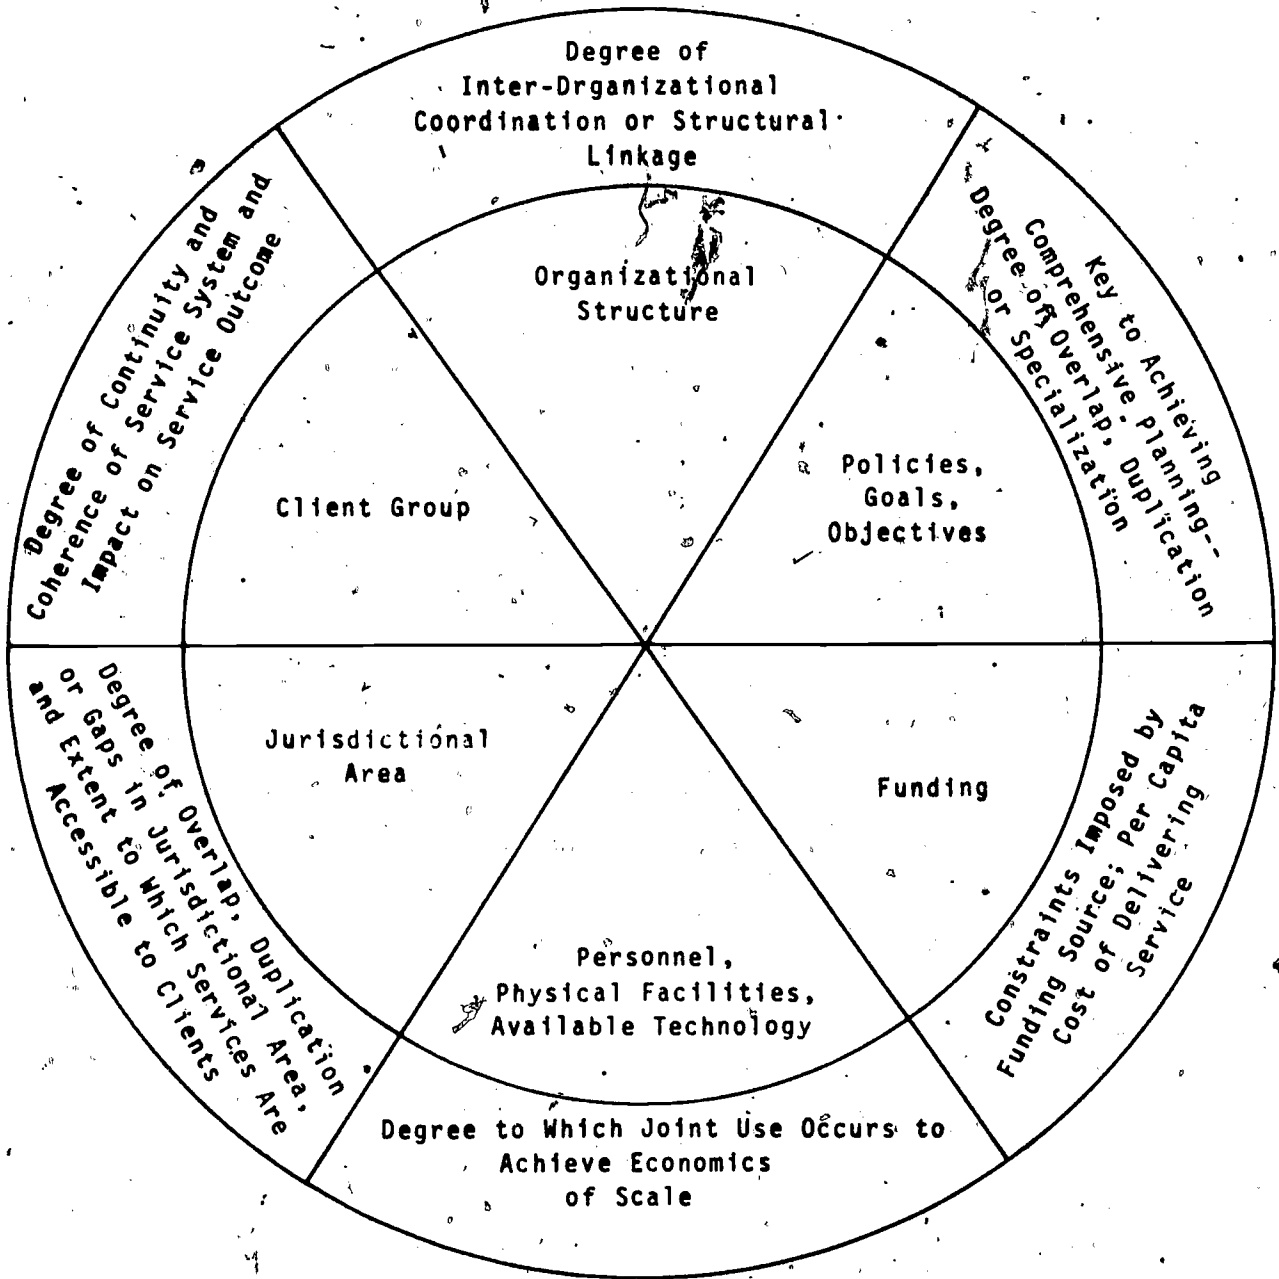 Degree of
Inter-Drganizational
Coordination or Structural
Linkage
Organizational
Structure
Key to Achieving
Comprehensive Planning--
Degree of Overlap, Duplication
or Specialization
Policies,
Goals,
Objectives
Degree of Continuity and
Coherence of Service System and
Impact on Service Outcome
Client Group
Jurisdictional
Area
Degree of Overlap, Duplication
or Gaps in Jurisdictional Area,
and Extent to Which Services Are
Accessible to Clients
Funding
Constraints Imposed by
Funding Source; Per Capita
Cost of Delivering
Service
Personnel,
Physical Facilities,
Available Technology
Degree to Which Joint Use Occurs to
Achieve Economics
of Scale